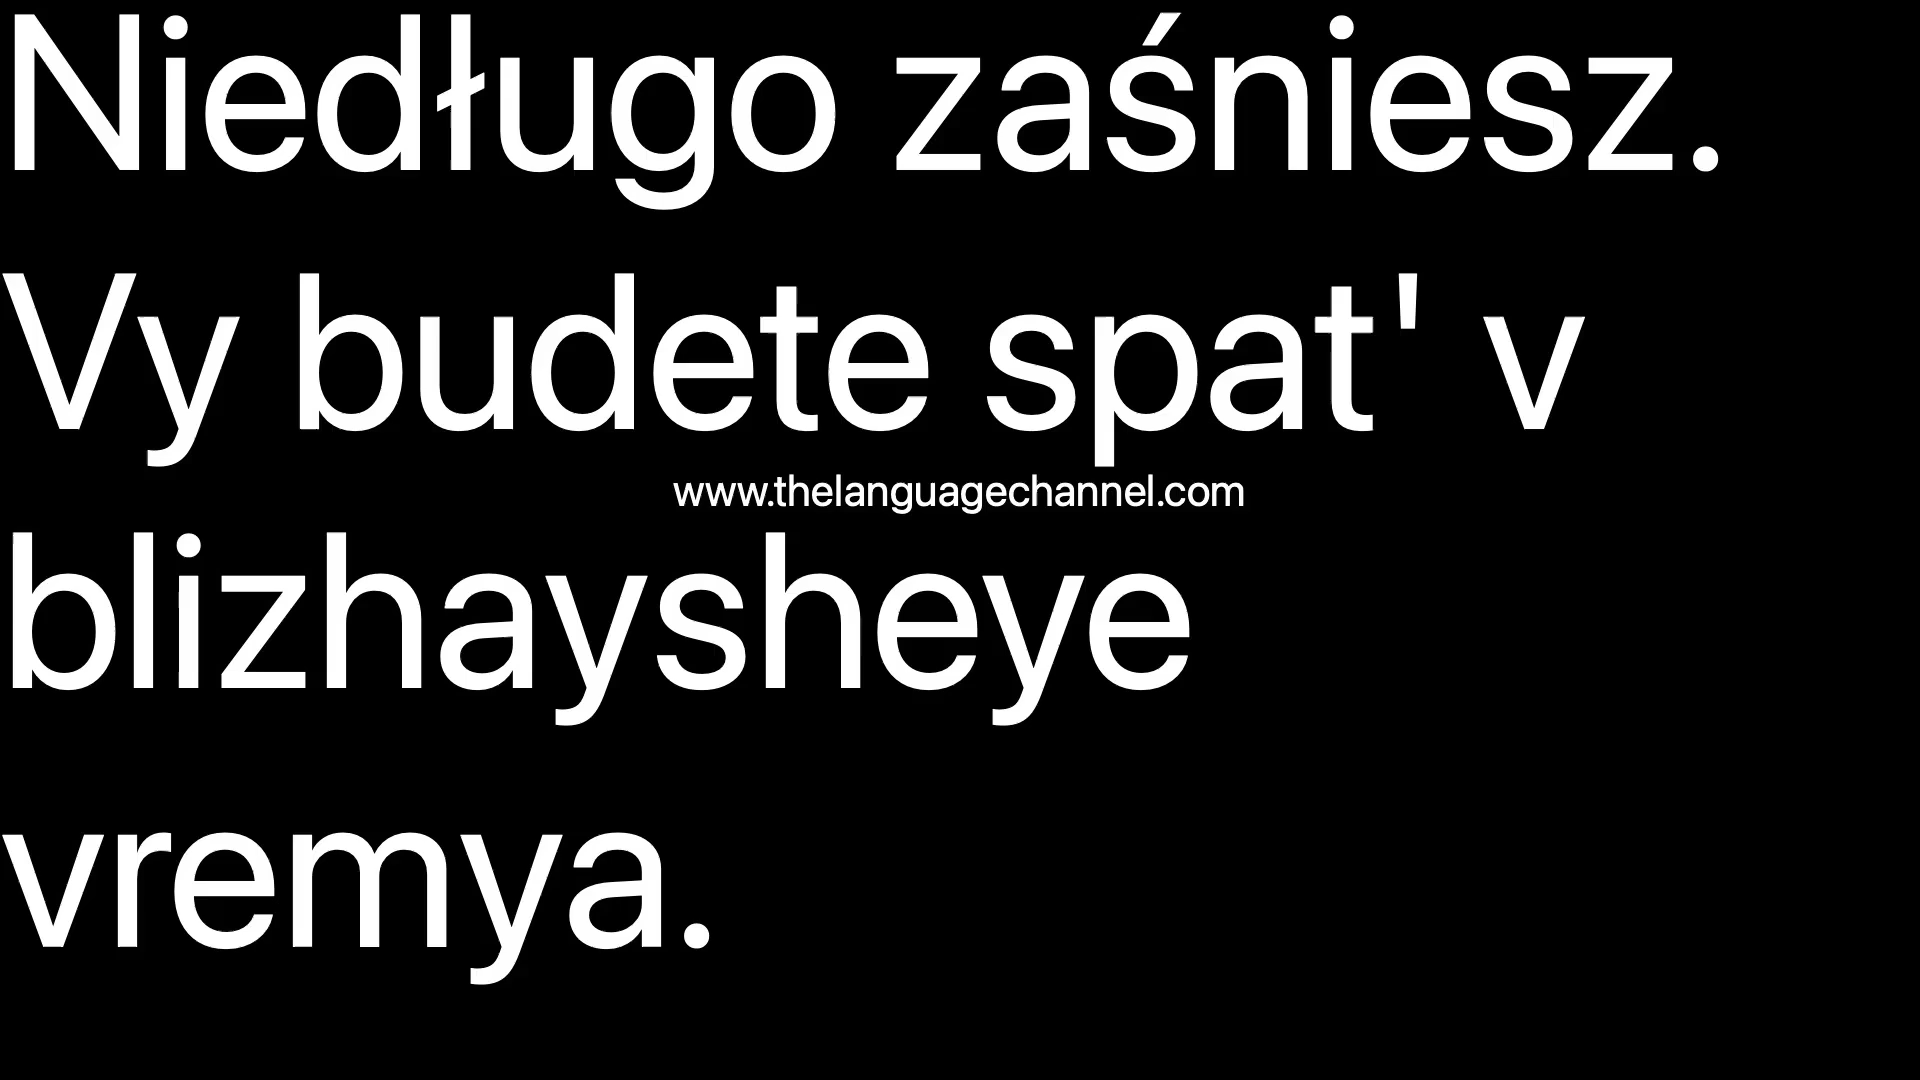 Niedługo zaśniesz.
Vy budete spat' v
www.thelanguagechannel.com
blizhaysheye
vremya.